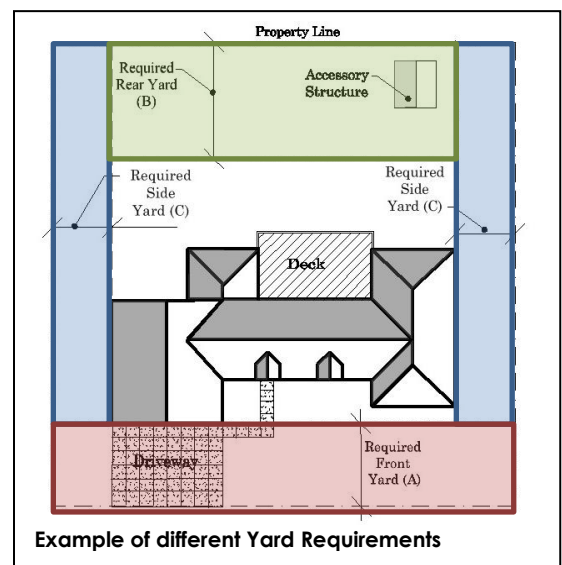 Property Line
Required
Rear Yard
(B)
Accessory
Structure
Required
Side
Yard (C)
Required
Side
Yard (C)
Deck
Driveway
Required
Front
Yard (A)
Example of different Yard Requirements